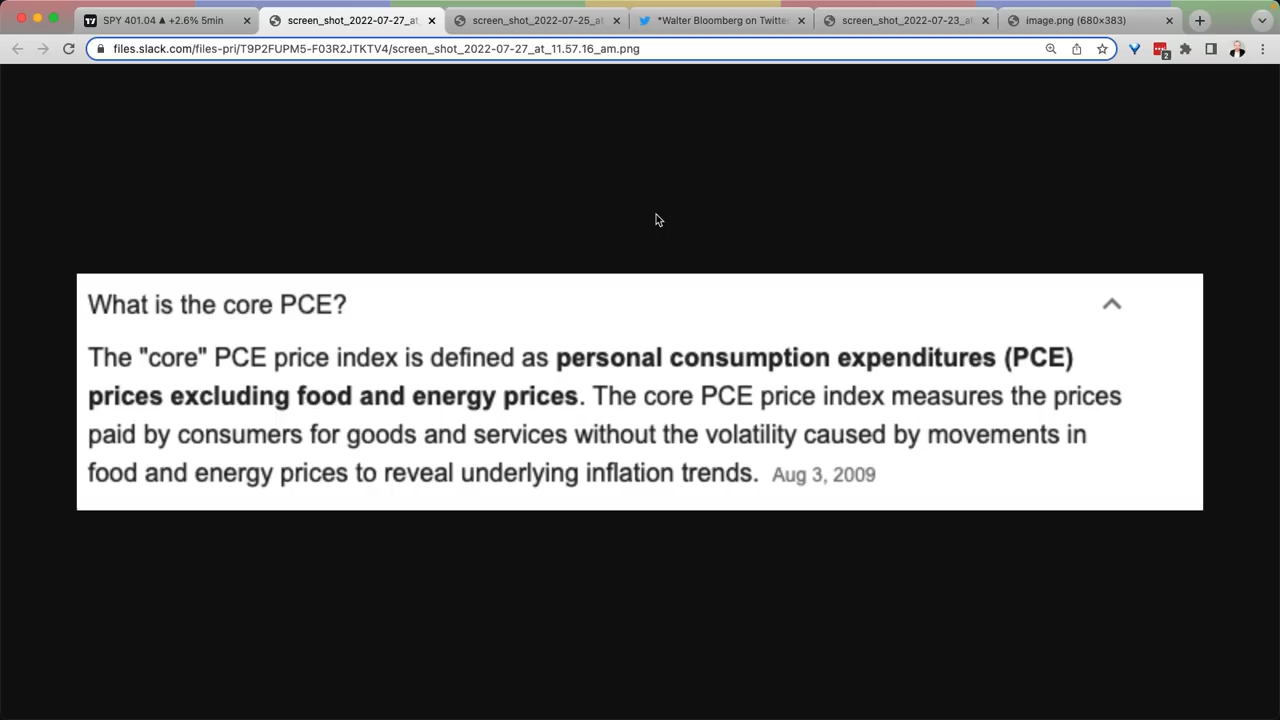 SPY 401.04 ▲ +2.6% 5min
screen_shot_2022-07-27_at
screen_shot_2022-07-25_at
*Walter Bloomberg on Twitte
screen_shot_2022-07-23_at
image.png (680×383)
files.slack.com/files-pri/T9P2FUPM5-F03R2JTKTV4/screen_shot_2022-07-27_at_11.57.16_am.png
2
What is the core PCE?
The "core" PCE price index is defined as personal consumption expenditures (PCE)
prices excluding food and energy prices. The core PCE price index measures the prices
paid by consumers for goods and services without the volatility caused by movements in
food and energy prices to reveal underlying inflation trends. Aug 3, 2009